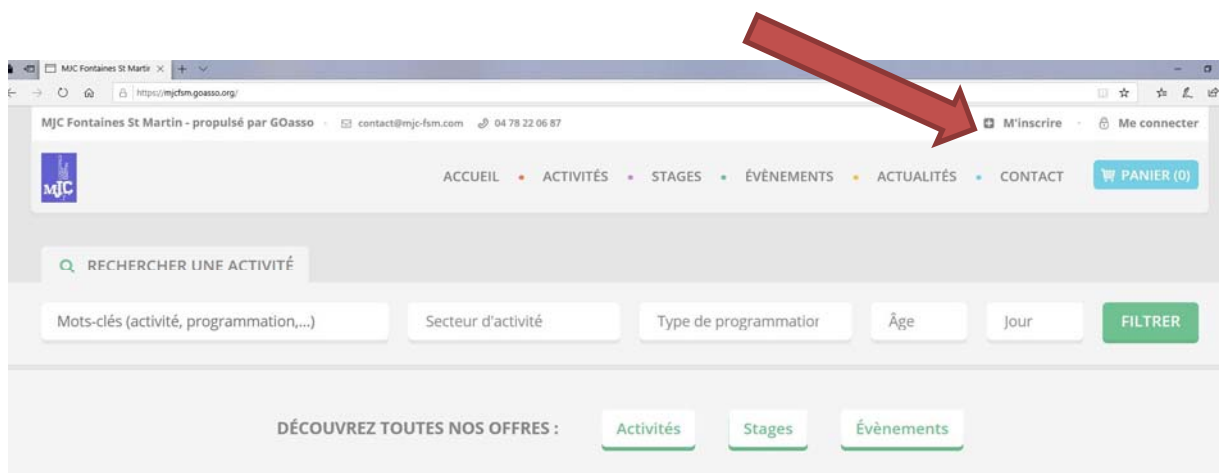 MJC Fontaines St Martin
https://mjcfsm.goasso.org/
MJC Fontaines St Martin - propulsé par GOasso contact@mjc-fsm.com 04 78 22 06 87 M'inscrire Me connecter
MJC ACCUEIL • ACTIVITÉS • STAGES • ÉVÈNEMENTS • ACTUALITÉS • CONTACT PANIER (0)
RECHERCHER UNE ACTIVITÉ
Mots-clés (activité, programmation,...) Secteur d'activité Type de programmation Âge Jour FILTRER
DÉCOUVREZ TOUTES NOS OFFRES : Activités Stages Évènements